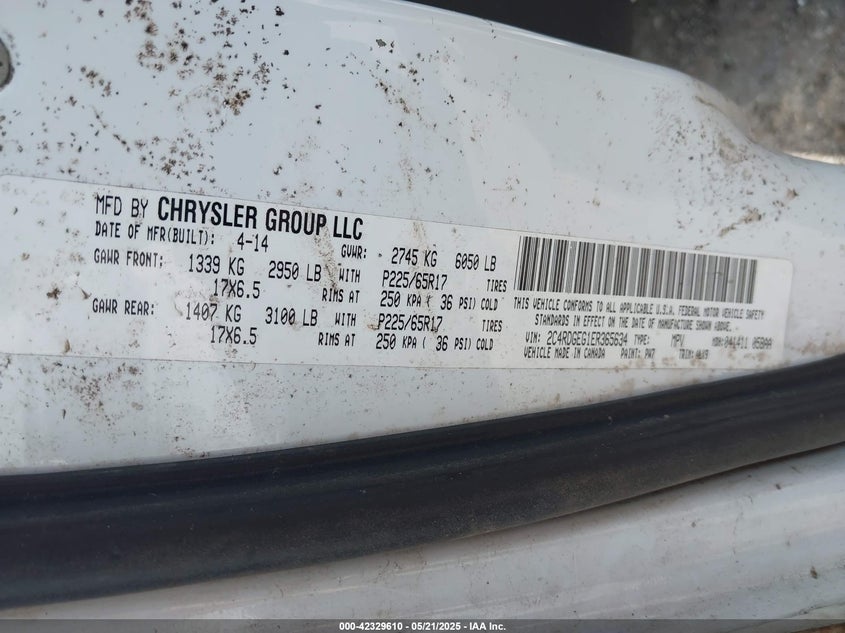 MFD BY CHRYSLER GROUP LLC
DATE OF MFR(BUILT): 4-14 GVWR: 2745 KG 6050 LB
GAWR FRONT: 1339 KG 2950 LB WITH P225/65R17 TIRES
17X6.5 RIMS AT 250 KPA ( 36 PSI) COLD
GAWR REAR: 1407 KG 3100 LB WITH P225/65R17 TIRES
17X6.5 RIMS AT 250 KPA ( 36 PSI) COLD
THIS VEHICLE CONFORMS TO ALL APPLICABLE U.S.A. FEDERAL MOTOR VEHICLE SAFETY
STANDARDS IN EFFECT ON THE DATE OF MANUFACTURE SHOWN ABOVE.
VIN: 2C4RDGEG1ER365634 TYPE: MPV MDH:
VEHICLE MADE IN CANADA PAINT: PW7 TRIM:
000-42329610 - 05/21/2025 - IAA Inc.